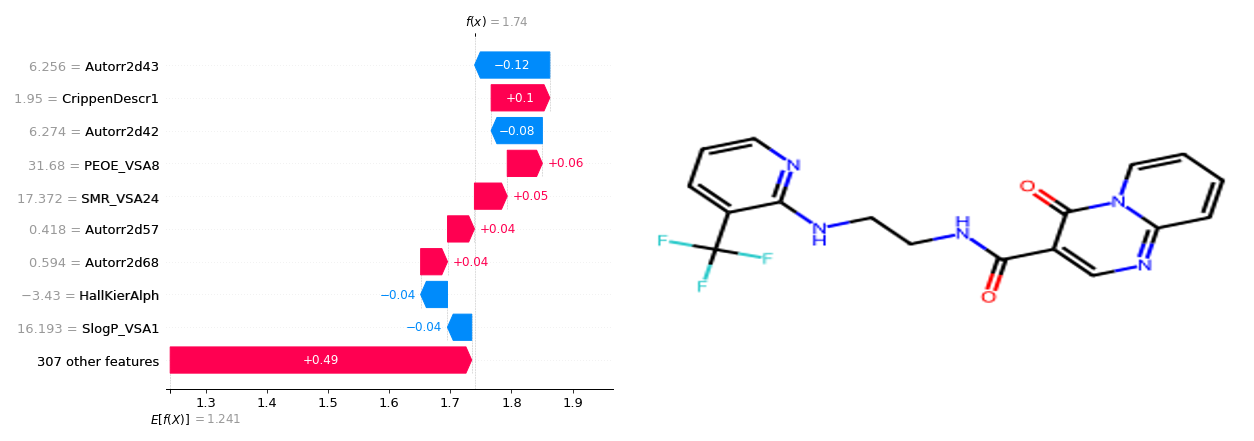 f(x) = 1.74
6.256 = Autorr2d43
−0.12
1.95 = CrippenDescr1
+0.1
6.274 = Autorr2d42
−0.08
31.68 = PEOE_VSA8
+0.06
17.372 = SMR_VSA24
+0.05
0.418 = Autorr2d57
+0.04
0.594 = Autorr2d68
+0.04
−3.43 = HallKierAlph
−0.04
16.193 = SlogP_VSA1
−0.04
307 other features
+0.49
1.3 1.4 1.5 1.6 1.7 1.8 1.9
E[f(X)] = 1.241
N
F
F
F
N
H
H
N
O
O
N
N